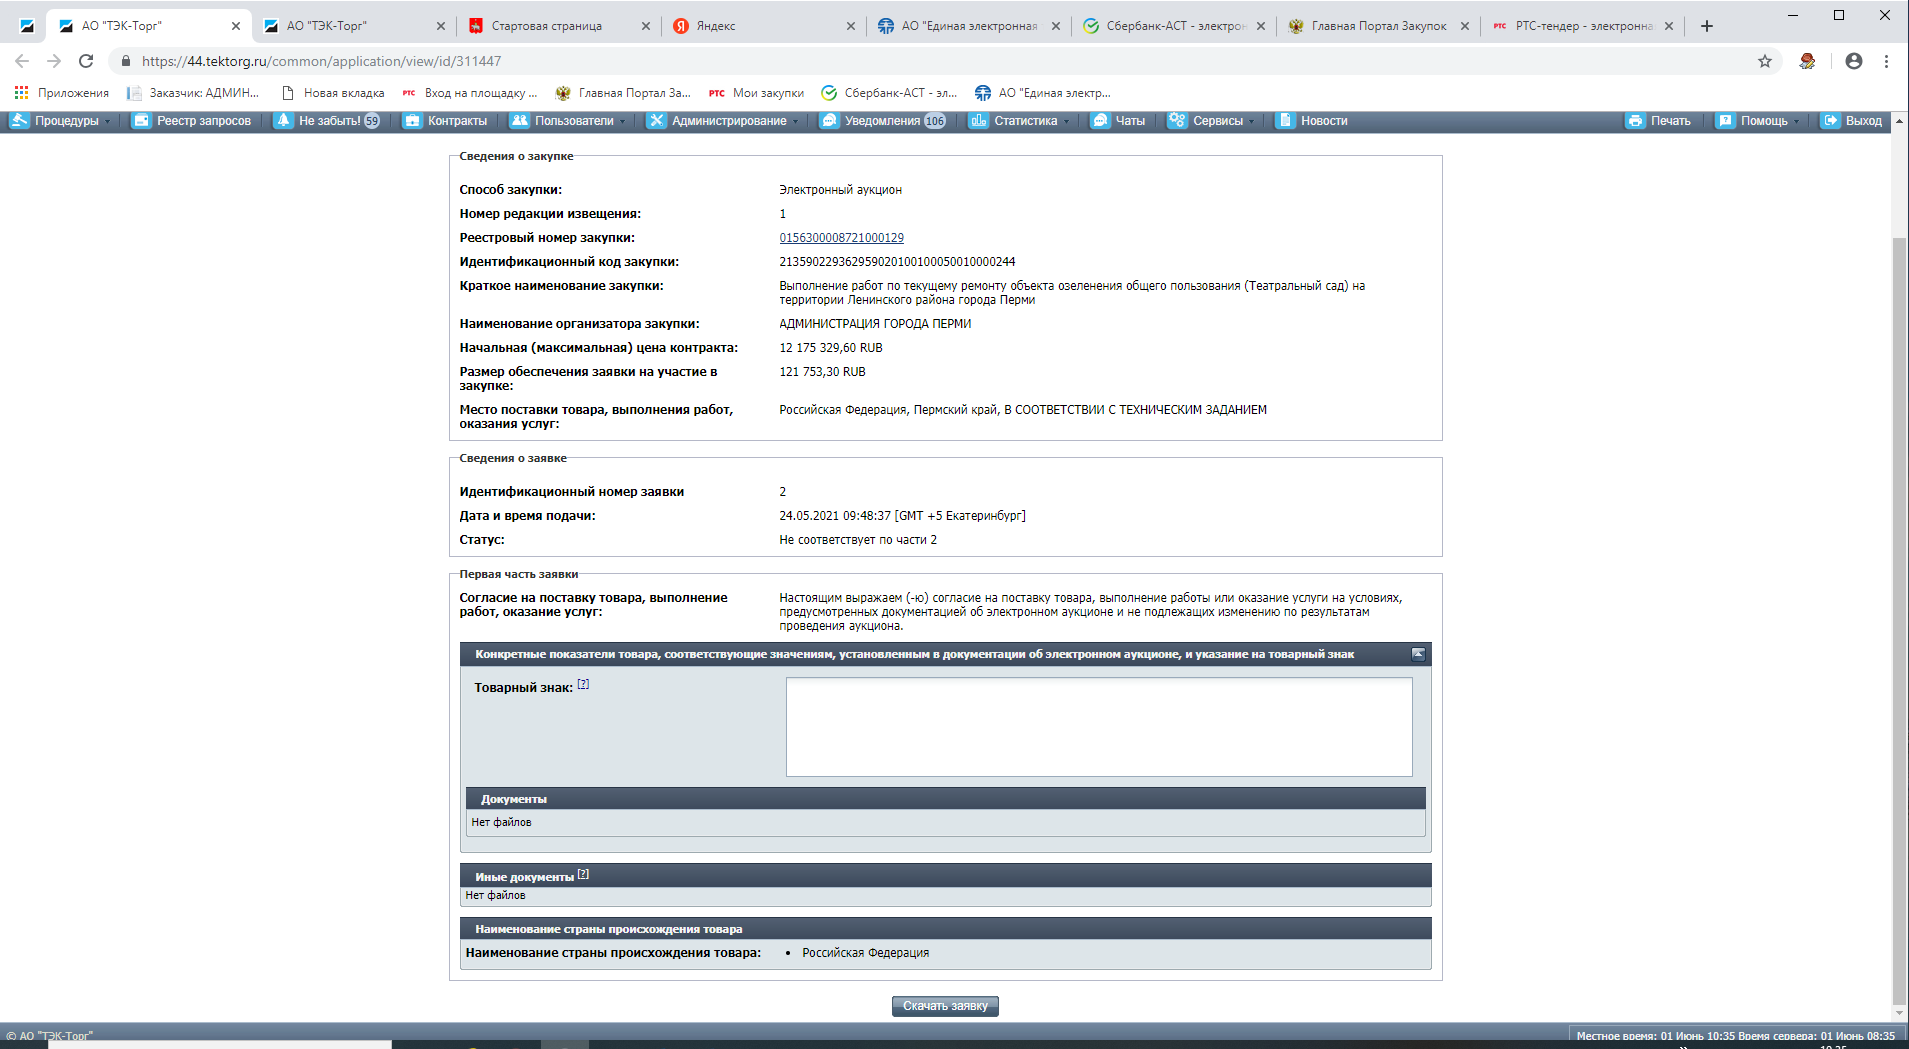 АО "ТЭК-Торг"
АО "ТЭК-Торг"
Стартовая страница
Яндекс
АО "Единая электронная
Сбербанк-АСТ - электрон
Главная Портал Закупок
РТС РТС-тендер - электронна
https://44.tektorg.ru/common/application/view/id/311447
Приложения
Заказчик: АДМИН...
Новая вкладка
РТС Вход на площадку ...
Главная Портал За...
РТС Мои закупки
Сбербанк-АСТ - эл...
АО "Единая электр...
Процедуры
Реестр запросов
Не забыть! 59
Контракты
Пользователи
Администрирование
Уведомления 106
Статистика
Чаты
Сервисы
Новости
Печать
Помощь
Выход
Сведения о закупке
Способ закупки: Электронный аукцион
Номер редакции извещения: 1
Реестровый номер закупки: 0156300008721000129
Идентификационный код закупки: 213590229362959020100100050010000244
Краткое наименование закупки: Выполнение работ по текущему ремонту объекта озеленения общего пользования (Театральный сад) на
территории Ленинского района города Перми
Наименование организатора закупки: АДМИНИСТРАЦИЯ ГОРОДА ПЕРМИ
Начальная (максимальная) цена контракта: 12 175 329,60 RUB
Размер обеспечения заявки на участие в 121 753,30 RUB
закупке:
Место поставки товара, выполнения работ, Российская Федерация, Пермский край, В СООТВЕТСТВИИ С ТЕХНИЧЕСКИМ ЗАДАНИЕМ
оказания услуг:
Сведения о заявке
Идентификационный номер заявки 2
Дата и время подачи: 24.05.2021 09:48:37 [GMT +5 Екатеринбург]
Статус: Не соответствует по части 2
Первая часть заявки
Согласие на поставку товара, выполнение Настоящим выражаем (-ю) согласие на поставку товара, выполнение работы или оказание услуги на условиях,
работ, оказание услуг: предусмотренных документацией об электронном аукционе и не подлежащих изменению по результатам
проведения аукциона.
Конкретные показатели товара, соответствующие значениям, установленным в документации об электронном аукционе, и указание на товарный знак
Товарный знак: [?]
Документы
Нет файлов
Иные документы [?]
Нет файлов
Наименование страны происхождения товара
Наименование страны происхождения товара: • Российская Федерация
Скачать заявку
© АО "ТЭК-Торг"
Местное время: 01 Июнь 10:35 Время сервера: 01 Июнь 08:35